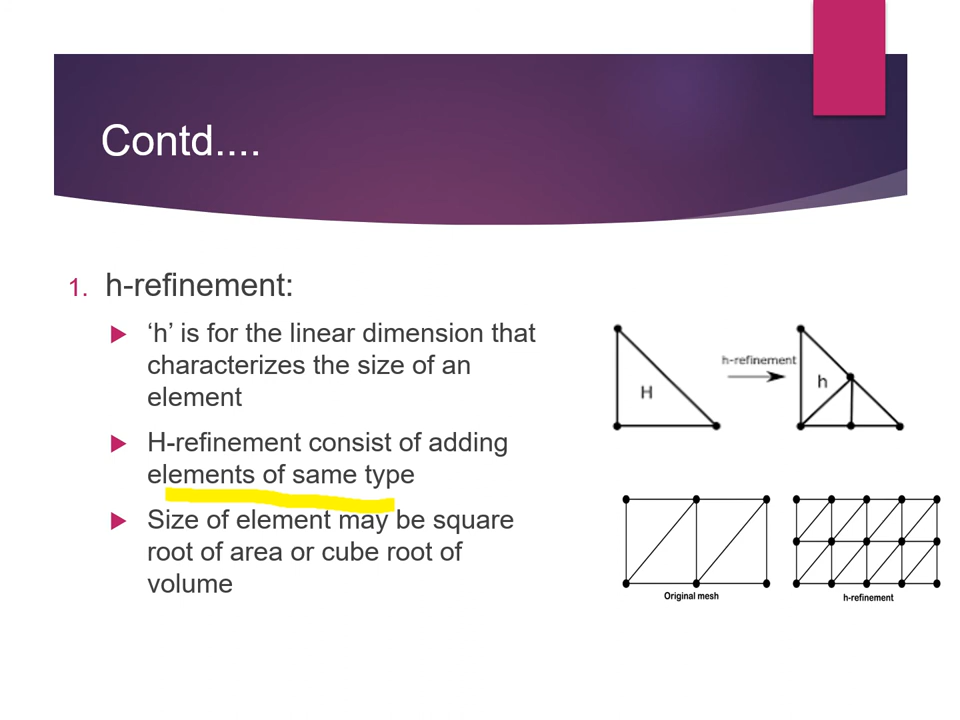 Contd....
1. h-refinement:
‘h’ is for the linear dimension that
characterizes the size of an
element
H-refinement consist of adding
elements of same type
Size of element may be square
root of area or cube root of
volume
H
h-refinement
h
Original mesh
h-refinement